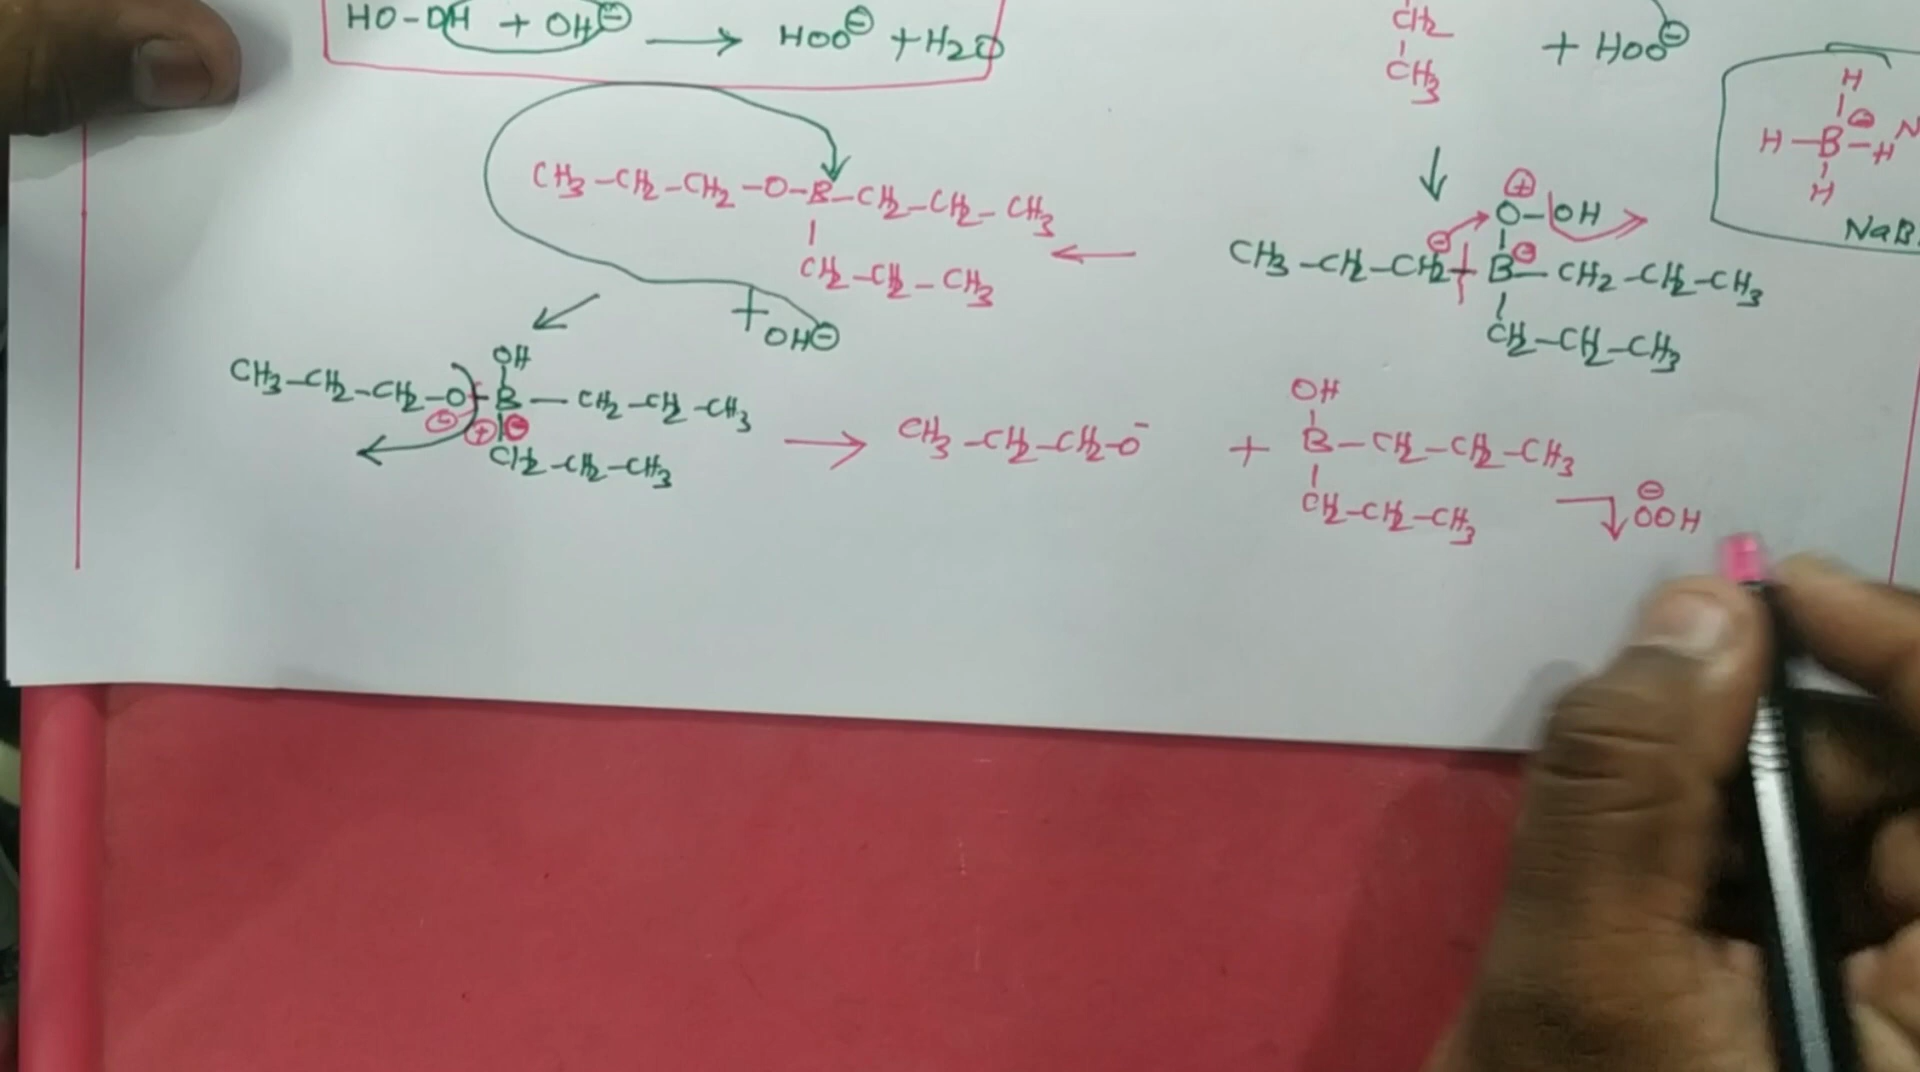 HO-OH + OH⊖ ⟶ HOO⊖ + H2O
CH2
CH3
+ HOO⊖
H
H-B⊖-H N
H
NaB
CH3-CH2-CH2-O-B-CH2-CH2-CH3
CH2-CH2-CH3
+ OH⊖
⊕
O-OH
CH3-CH2-CH2⊖-B⊖-CH2-CH2-CH3
CH2-CH2-CH3
OH
CH3-CH2-CH2-O-B-CH2-CH2-CH3
⊖ ⊕ ⊖
CH2-CH2-CH3
⟶ CH3-CH2-CH2-O⁻ +
OH
B-CH2-CH2-CH3
CH2-CH2-CH3
⊖
OOH